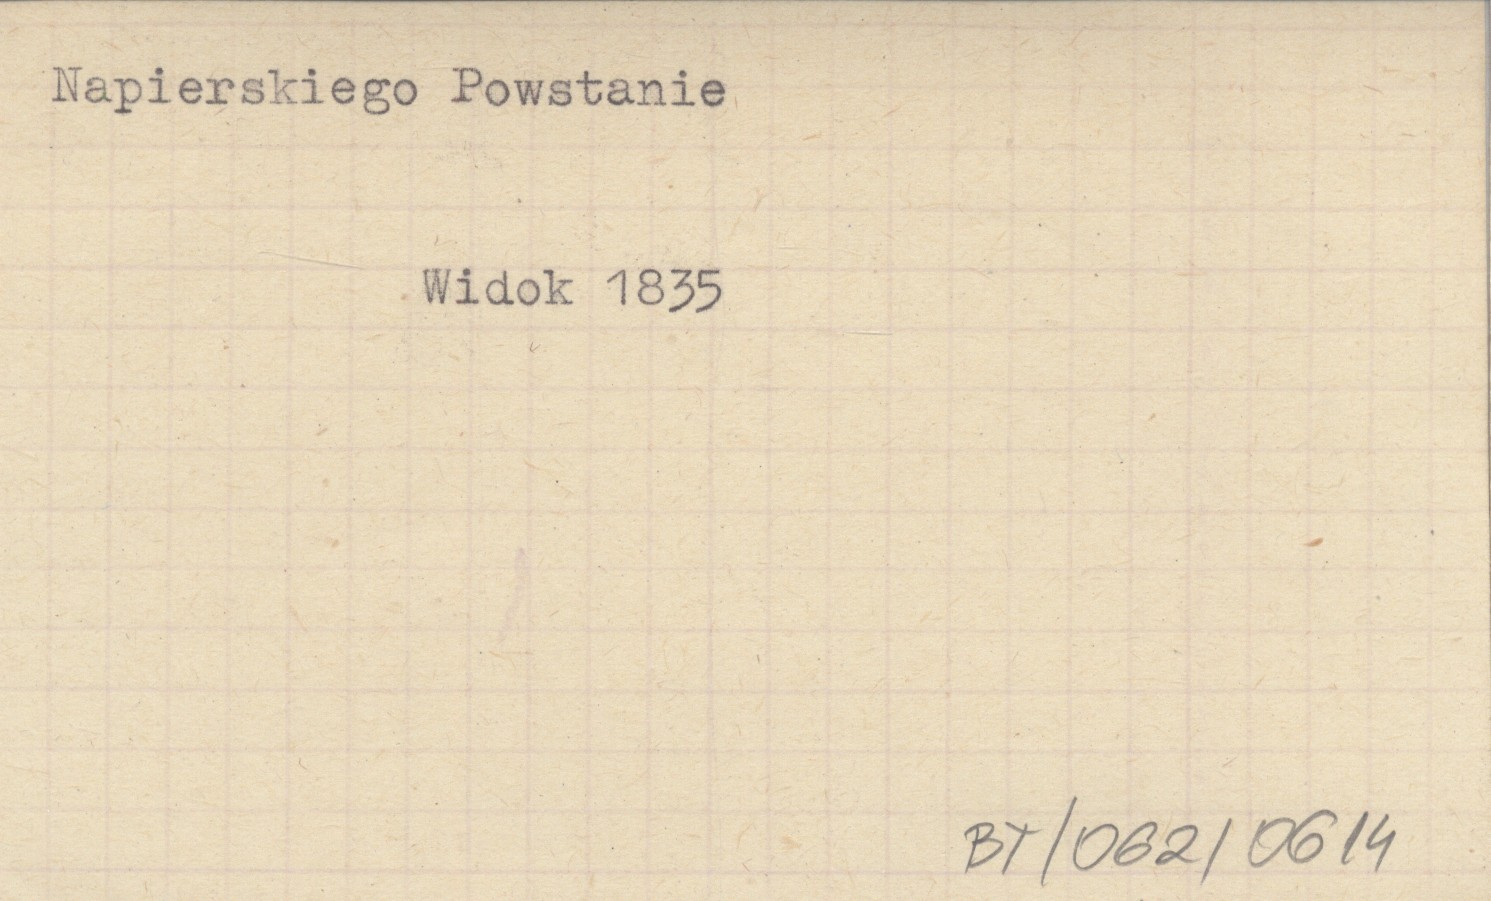 Napierskiego Powstanie
Widok 1835
BT/062/0614